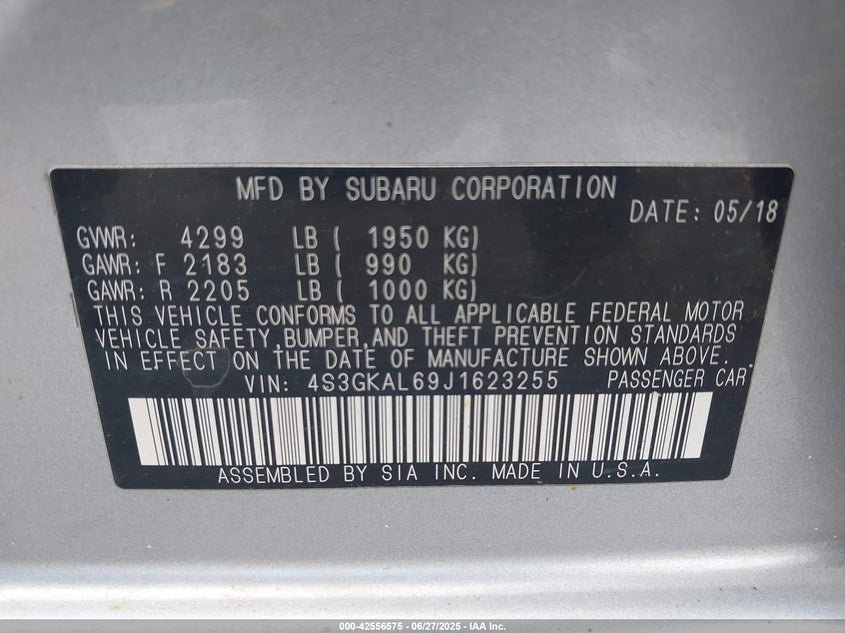 MFD BY SUBARU CORPORATION
DATE: 05/18
GVWR: 4299 LB ( 1950 KG)
GAWR: F 2183 LB ( 990 KG)
GAWR: R 2205 LB ( 1000 KG)
THIS VEHICLE CONFORMS TO ALL APPLICABLE FEDERAL MOTOR
VEHICLE SAFETY,BUMPER,AND THEFT PREVENTION STANDARDS
IN EFFECT ON THE DATE OF MANUFACTURE SHOWN ABOVE.
VIN: 4S3GKAL69J1623255 PASSENGER CAR
ASSEMBLED BY SIA INC. MADE IN U.S.A.
000-42556575 | 06/27/2025 | IAA Inc.